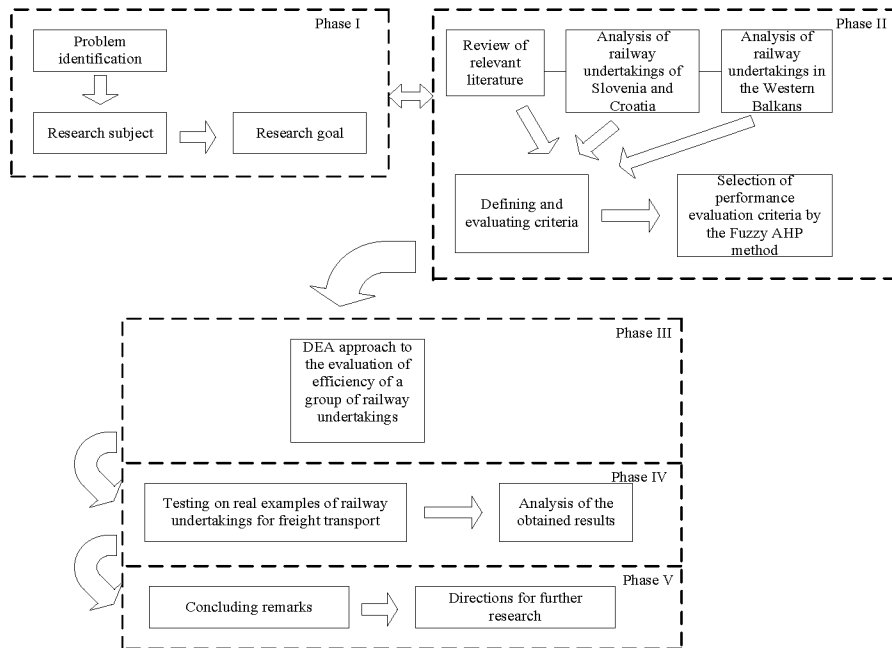 Phase I
Problem
identification
Research subject
Research goal
Phase II
Review of
relevant
literature
Analysis of
railway
undertakings of
Slovenia and
Croatia
Analysis of
railway
undertakings in
the Western
Balkans
Defining and
evaluating criteria
Selection of
performance
evaluation criteria by
the Fuzzy AHP
method
Phase III
DEA approach to
the evaluation of
efficiency of a
group of railway
undertakings
Phase IV
Testing on real examples of railway
undertakings for freight transport
Analysis of the
obtained results
Phase V
Concluding remarks
Directions for further
research